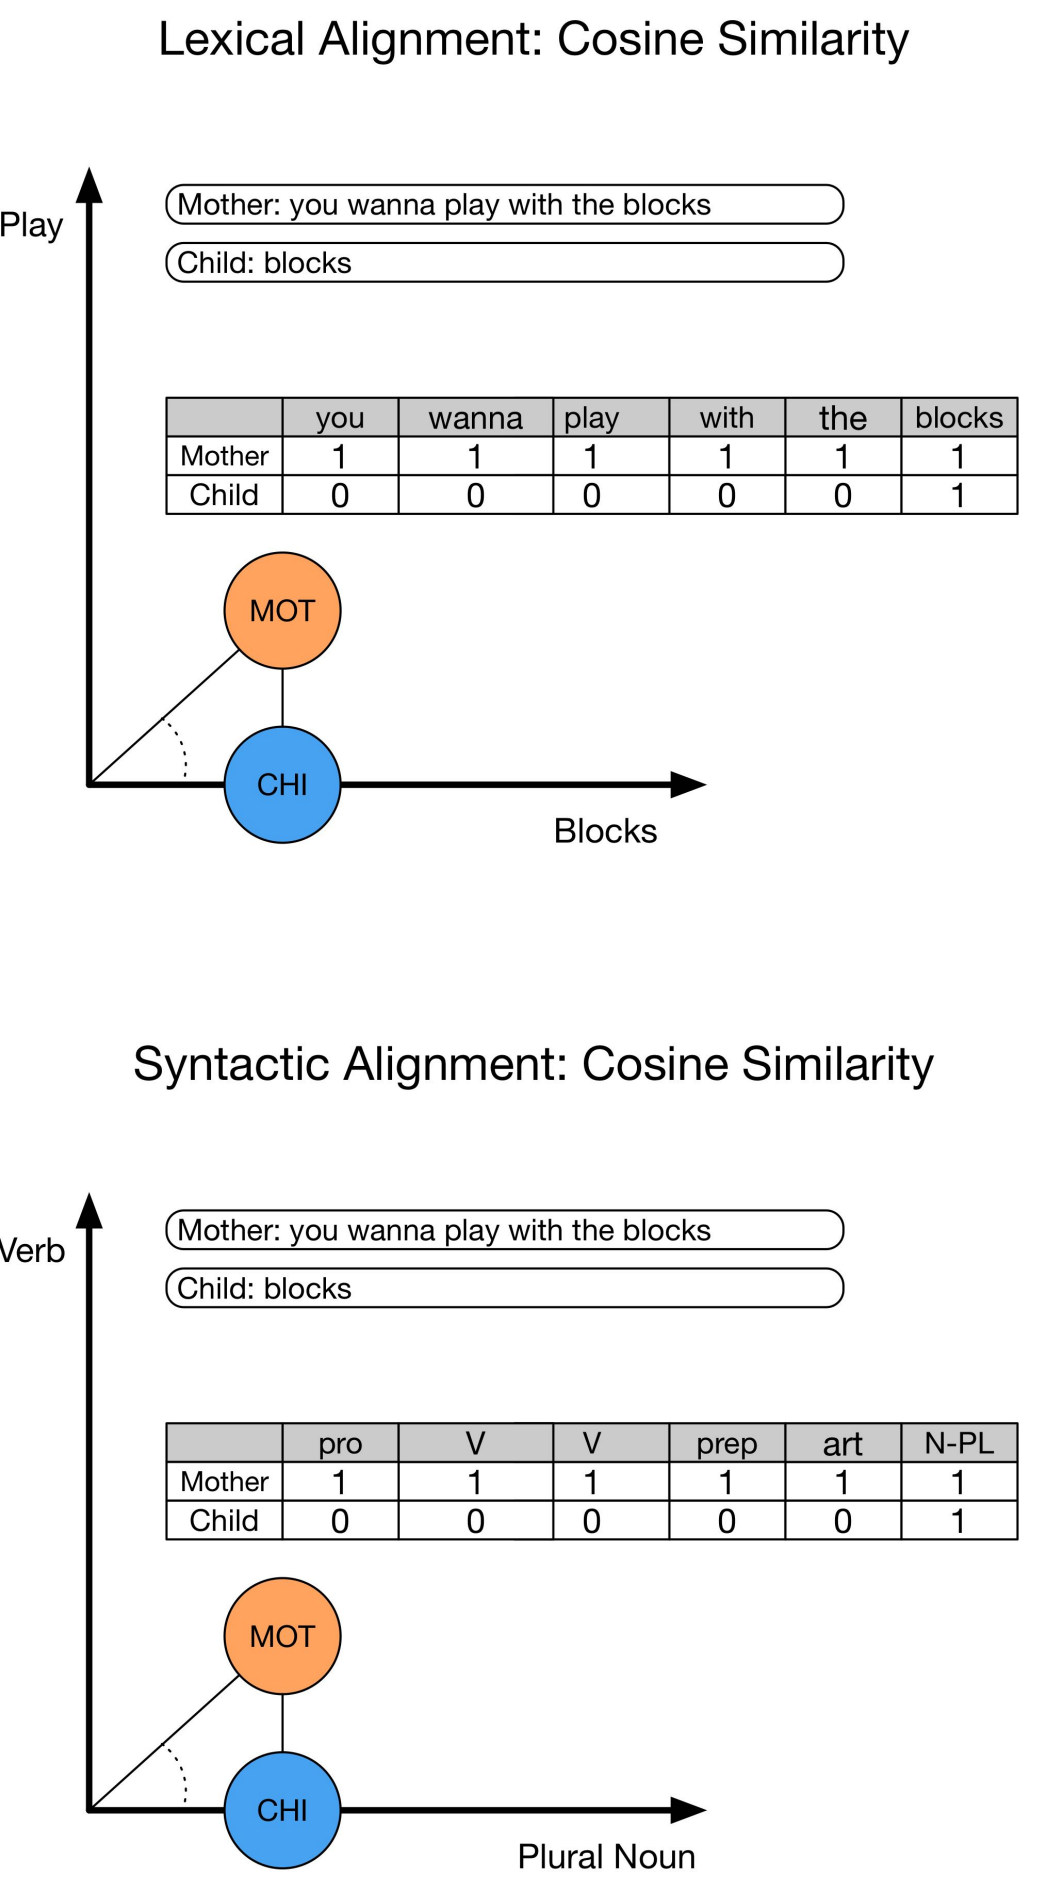 Lexical Alignment: Cosine Similarity
Play
Mother: you wanna play with the blocks
Child: blocks
you wanna play with the blocks
Mother 1 1 1 1 1 1
Child 0 0 0 0 0 1
MOT
CHI
Blocks
Syntactic Alignment: Cosine Similarity
Verb
Mother: you wanna play with the blocks
Child: blocks
pro V V prep art N-PL
Mother 1 1 1 1 1 1
Child 0 0 0 0 0 1
MOT
CHI
Plural Noun